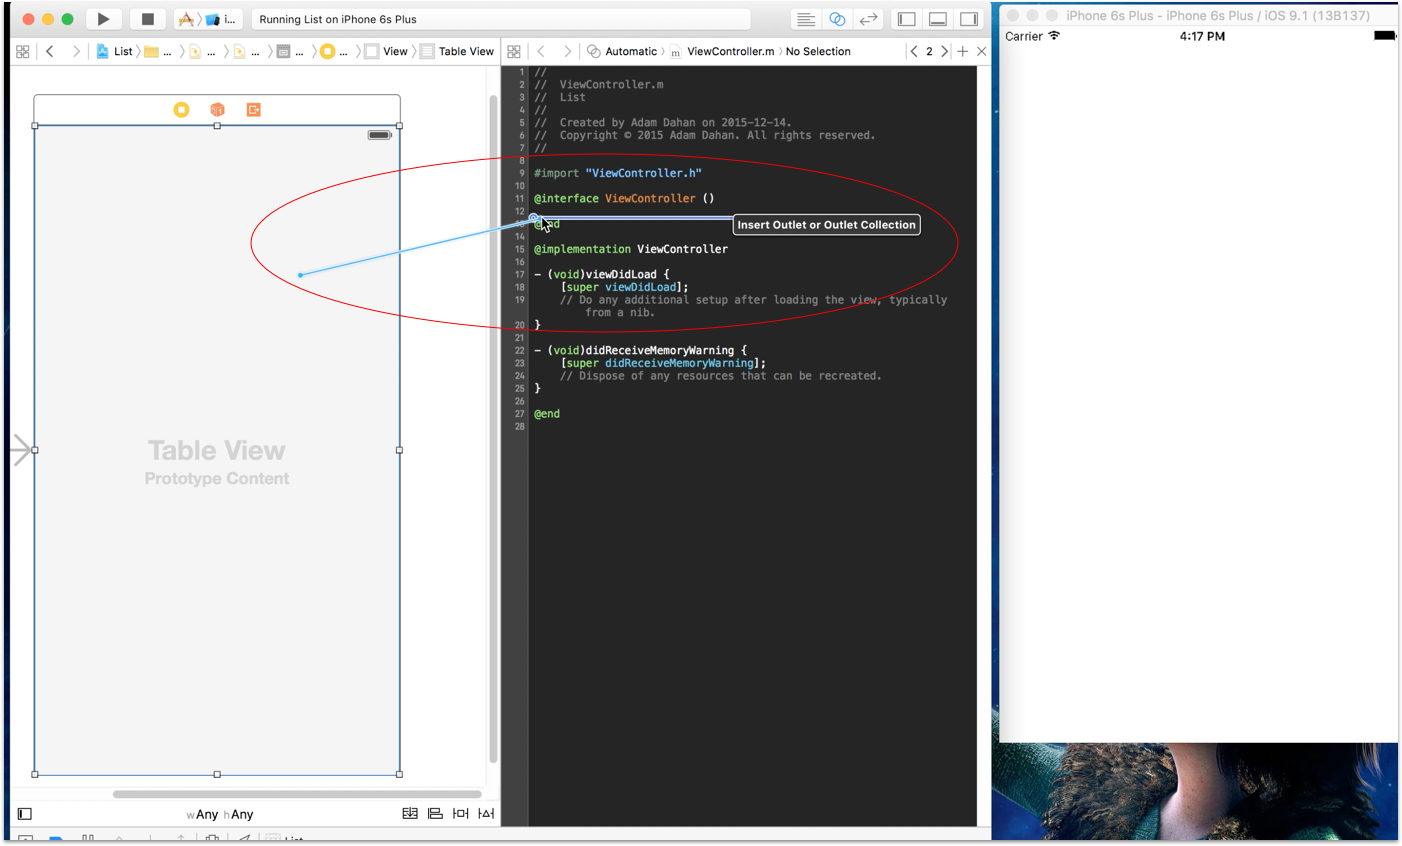 Running List on iPhone 6s Plus
i...
List ... ... ... ... ... View Table View
Automatic ViewController.m No Selection 2
iPhone 6s Plus - iPhone 6s Plus / iOS 9.1 (13B137)
Carrier 4:17 PM
1 //
2 // ViewController.m
3 // List
4 //
5 // Created by Adam Dahan on 2015-12-14.
6 // Copyright © 2015 Adam Dahan. All rights reserved.
7 //
8
9 #import "ViewController.h"
10
11 @interface ViewController ()
12
Insert Outlet or Outlet Collection
14
15 @implementation ViewController
16
17 - (void)viewDidLoad {
18 [super viewDidLoad];
19 // Do any additional setup after loading the view, typically
from a nib.
20 }
21
22 - (void)didReceiveMemoryWarning {
23 [super didReceiveMemoryWarning];
24 // Dispose of any resources that can be recreated.
25 }
26
27 @end
28
Table View
Prototype Content
w Any h Any